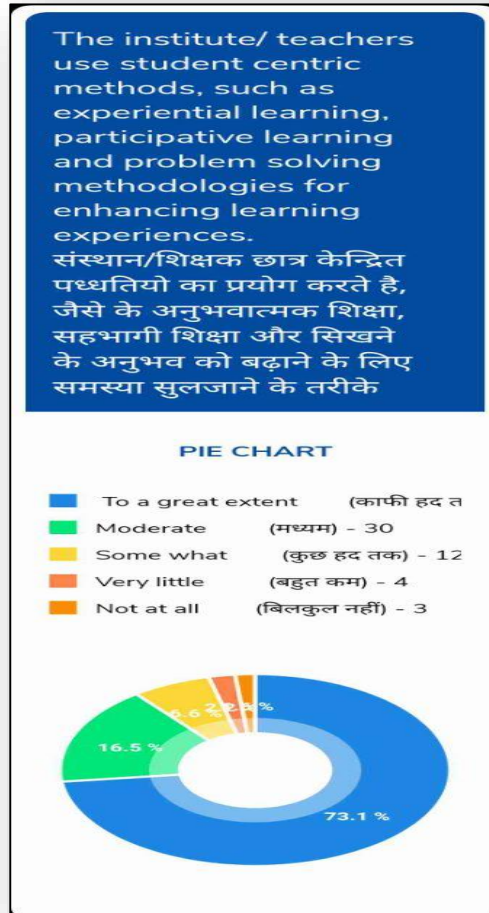 The institute/ teachers
use student centric
methods, such as
experiential learning,
participative learning
and problem solving
methodologies for
enhancing learning
experiences.
संस्थान/शिक्षक छात्र केन्द्रित
पध्धतियो का प्रयोग करते है,
जैसे के अनुभवात्मक शिक्षा,
सहभागी शिक्षा और सिखने
के अनुभव को बढ़ाने के लिए
समस्या सुलजाने के तरीके
PIE CHART
To a great extent (काफी हद त
Moderate (मध्यम) - 30
Some what (कुछ हद तक) - 12
Very little (बहुत कम) - 4
Not at all (बिलकुल नहीं) - 3
6.6 %
16.5 %
73.1 %